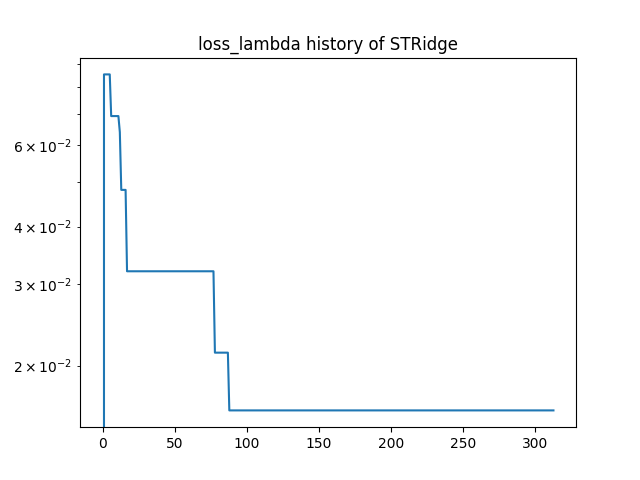 loss_lambda history of STRidge
6 × 10⁻²
4 × 10⁻²
3 × 10⁻²
2 × 10⁻²
0 50 100 150 200 250 300